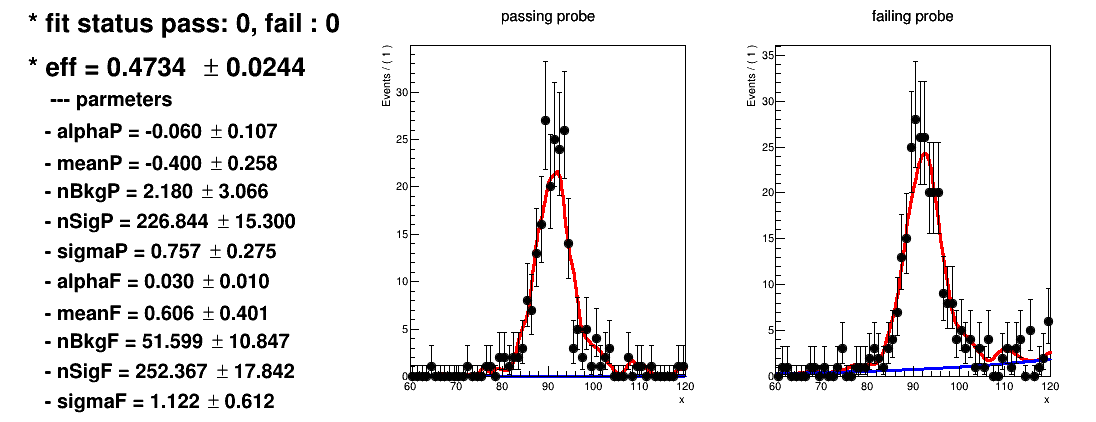 * fit status pass: 0, fail : 0
* eff = 0.4734 ± 0.0244
--- parmeters
- alphaP = -0.060 ± 0.107
- meanP = -0.400 ± 0.258
- nBkgP = 2.180 ± 3.066
- nSigP = 226.844 ± 15.300
- sigmaP = 0.757 ± 0.275
- alphaF = 0.030 ± 0.010
- meanF = 0.606 ± 0.401
- nBkgF = 51.599 ± 10.847
- nSigF = 252.367 ± 17.842
- sigmaF = 1.122 ± 0.612
passing probe
Events / ( 1 )
30
25
20
15
10
5
0
60 70 80 90 100 110 120
x
failing probe
Events / ( 1 )
35
30
25
20
15
10
5
0
60 70 80 90 100 110 120
x